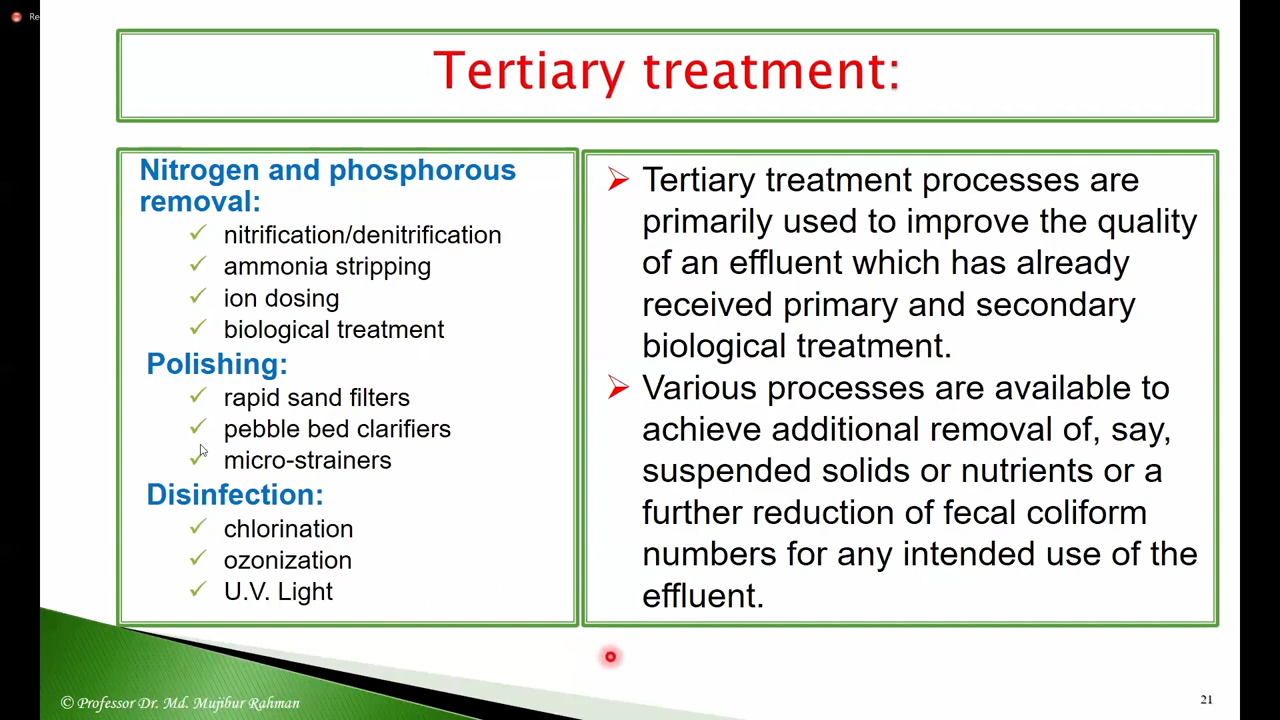 Re
Tertiary treatment:
Nitrogen and phosphorous
removal:
nitrification/denitrification
ammonia stripping
ion dosing
biological treatment
Polishing:
rapid sand filters
pebble bed clarifiers
micro-strainers
Disinfection:
chlorination
ozonization
U.V. Light
Tertiary treatment processes are
primarily used to improve the quality
of an effluent which has already
received primary and secondary
biological treatment.
Various processes are available to
achieve additional removal of, say,
suspended solids or nutrients or a
further reduction of fecal coliform
numbers for any intended use of the
effluent.
© Professor Dr. Md. Mujibur Rahman
21